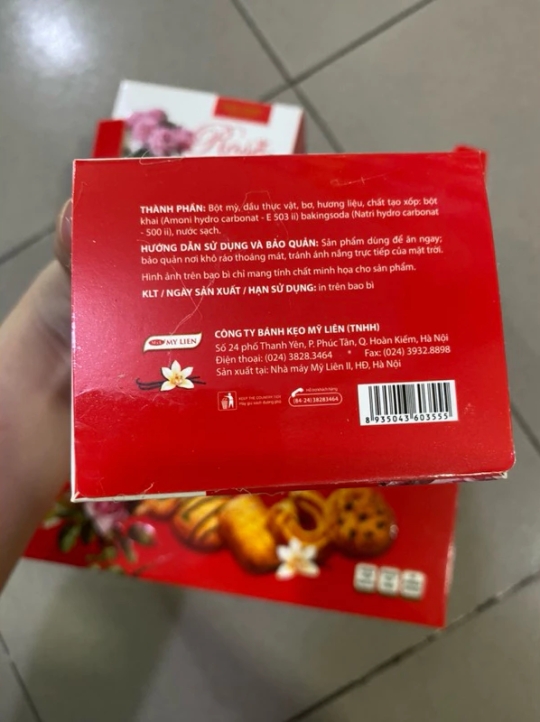 Rose
THÀNH PHẦN: Bột mỳ, dầu thực vật, bơ, hương liệu, chất tạo xốp: bột
khai (Amoni hydro carbonat - E 503 ii) bakingsoda (Natri hydro carbonat
- 500 ii), nước sạch.
HƯỚNG DẪN SỬ DỤNG VÀ BẢO QUẢN: Sản phẩm dùng để ăn ngay;
bảo quản nơi khô ráo thoáng mát, tránh ánh nắng trực tiếp của mặt trời.
Hình ảnh trên bao bì chỉ mang tính chất minh họa cho sản phẩm.
KLT / NGÀY SẢN XUẤT / HẠN SỬ DỤNG: in trên bao bì
MY LIEN
CÔNG TY BÁNH KẸO MỸ LIÊN (TNHH)
Số 24 phố Thanh Yên, P. Phúc Tân, Q. Hoàn Kiếm, Hà Nội
Điện thoại: (024) 3828.3464 * Fax: (024) 3932.8898
Sản xuất tại: Nhà máy Mỹ Liên II, HĐ, Hà Nội
(84-24) 38283464
8 935043 603555